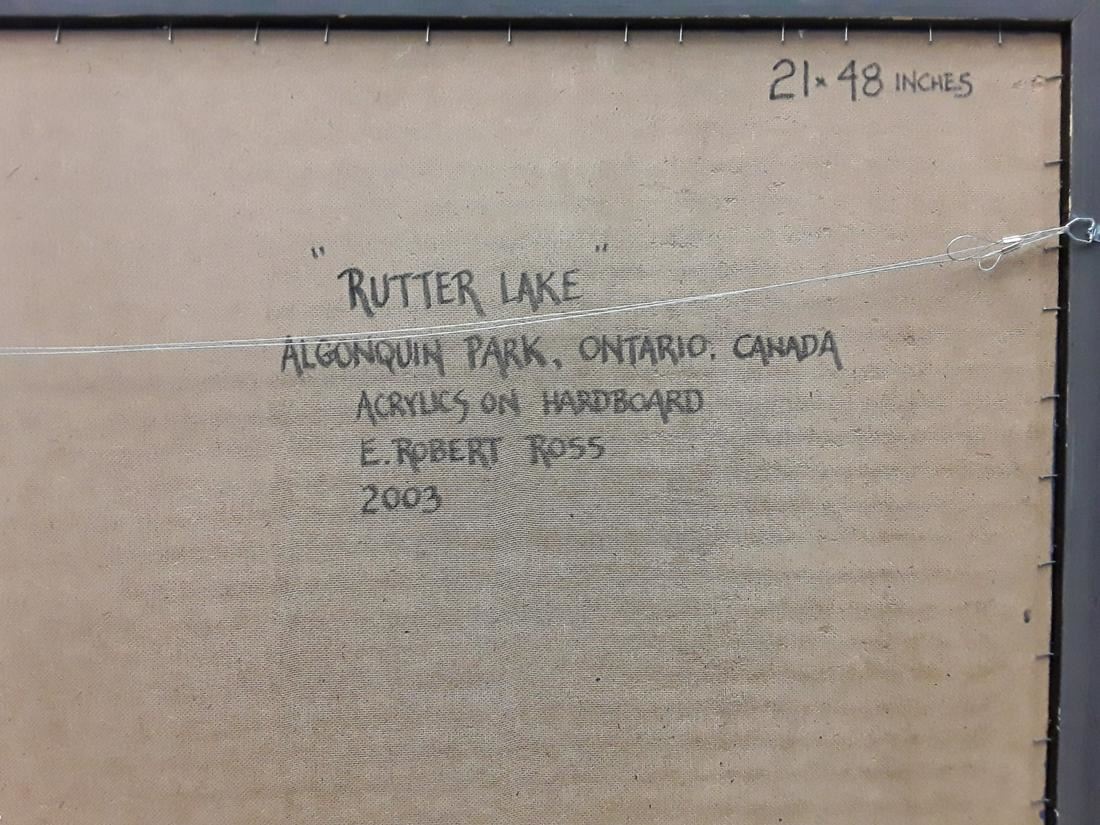 21 x 48 INCHES
"RUTTER LAKE"
ALGONQUIN PARK, ONTARIO, CANADA
ACRYLICS ON HARDBOARD
E. ROBERT ROSS
2003